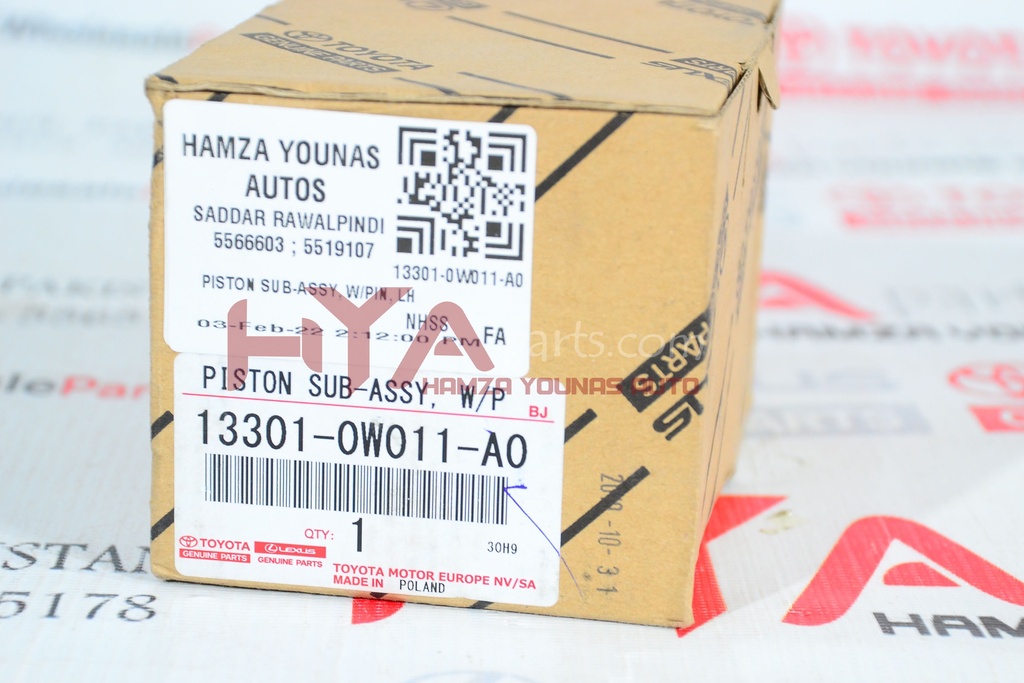 TOYOTA
GENUINE PARTS
HAMZA YOUNAS
AUTOS
SADDAR RAWALPINDI
5566603 ; 5519107
13301-0W011-A0
PISTON SUB-ASSY, W/PIN, LH
NHSS FA
03-Feb-22 2:12:00 PM
HYA parts.com
HAMZA YOUNAS AUTO
PISTON SUB-ASSY, W/P
BJ
13301-0W011-A0
QTY: 1
30H9
TOYOTA
GENUINE PARTS
LEXUS
GENUINE PARTS
TOYOTA MOTOR EUROPE NV/SA
MADE IN POLAND
PARTS
5178
HAM